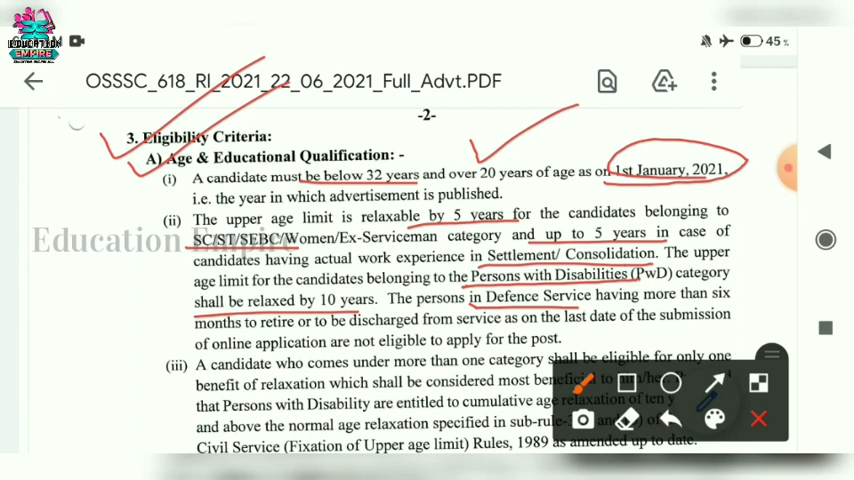 EDUCATION
EMPIRE
45%
OSSSC_618_RI_2021_22_06_2021_Full_Advt.PDF
-2-
3. Eligibility Criteria:
A) Age & Educational Qualification: -
(i) A candidate must be below 32 years and over 20 years of age as on 1st January, 2021,
i.e. the year in which advertisement is published.
(ii) The upper age limit is relaxable by 5 years for the candidates belonging to
SC/ST/SEBC/Women/Ex-Serviceman category and up to 5 years in case of
candidates having actual work experience in Settlement/ Consolidation. The upper
age limit for the candidates belonging to the Persons with Disabilities (PwD) category
shall be relaxed by 10 years. The persons in Defence Service having more than six
months to retire or to be discharged from service as on the last date of the submission
of online application are not eligible to apply for the post.
(iii) A candidate who comes under more than one category shall be eligible for only one
benefit of relaxation which shall be considered most beneficial to him/her.
that Persons with Disability are entitled to cumulative age relaxation of ten
and above the normal age relaxation specified in sub-rule of
Civil Service (Fixation of Upper age limit) Rules, 1989 as amended up to date.
Education Empire